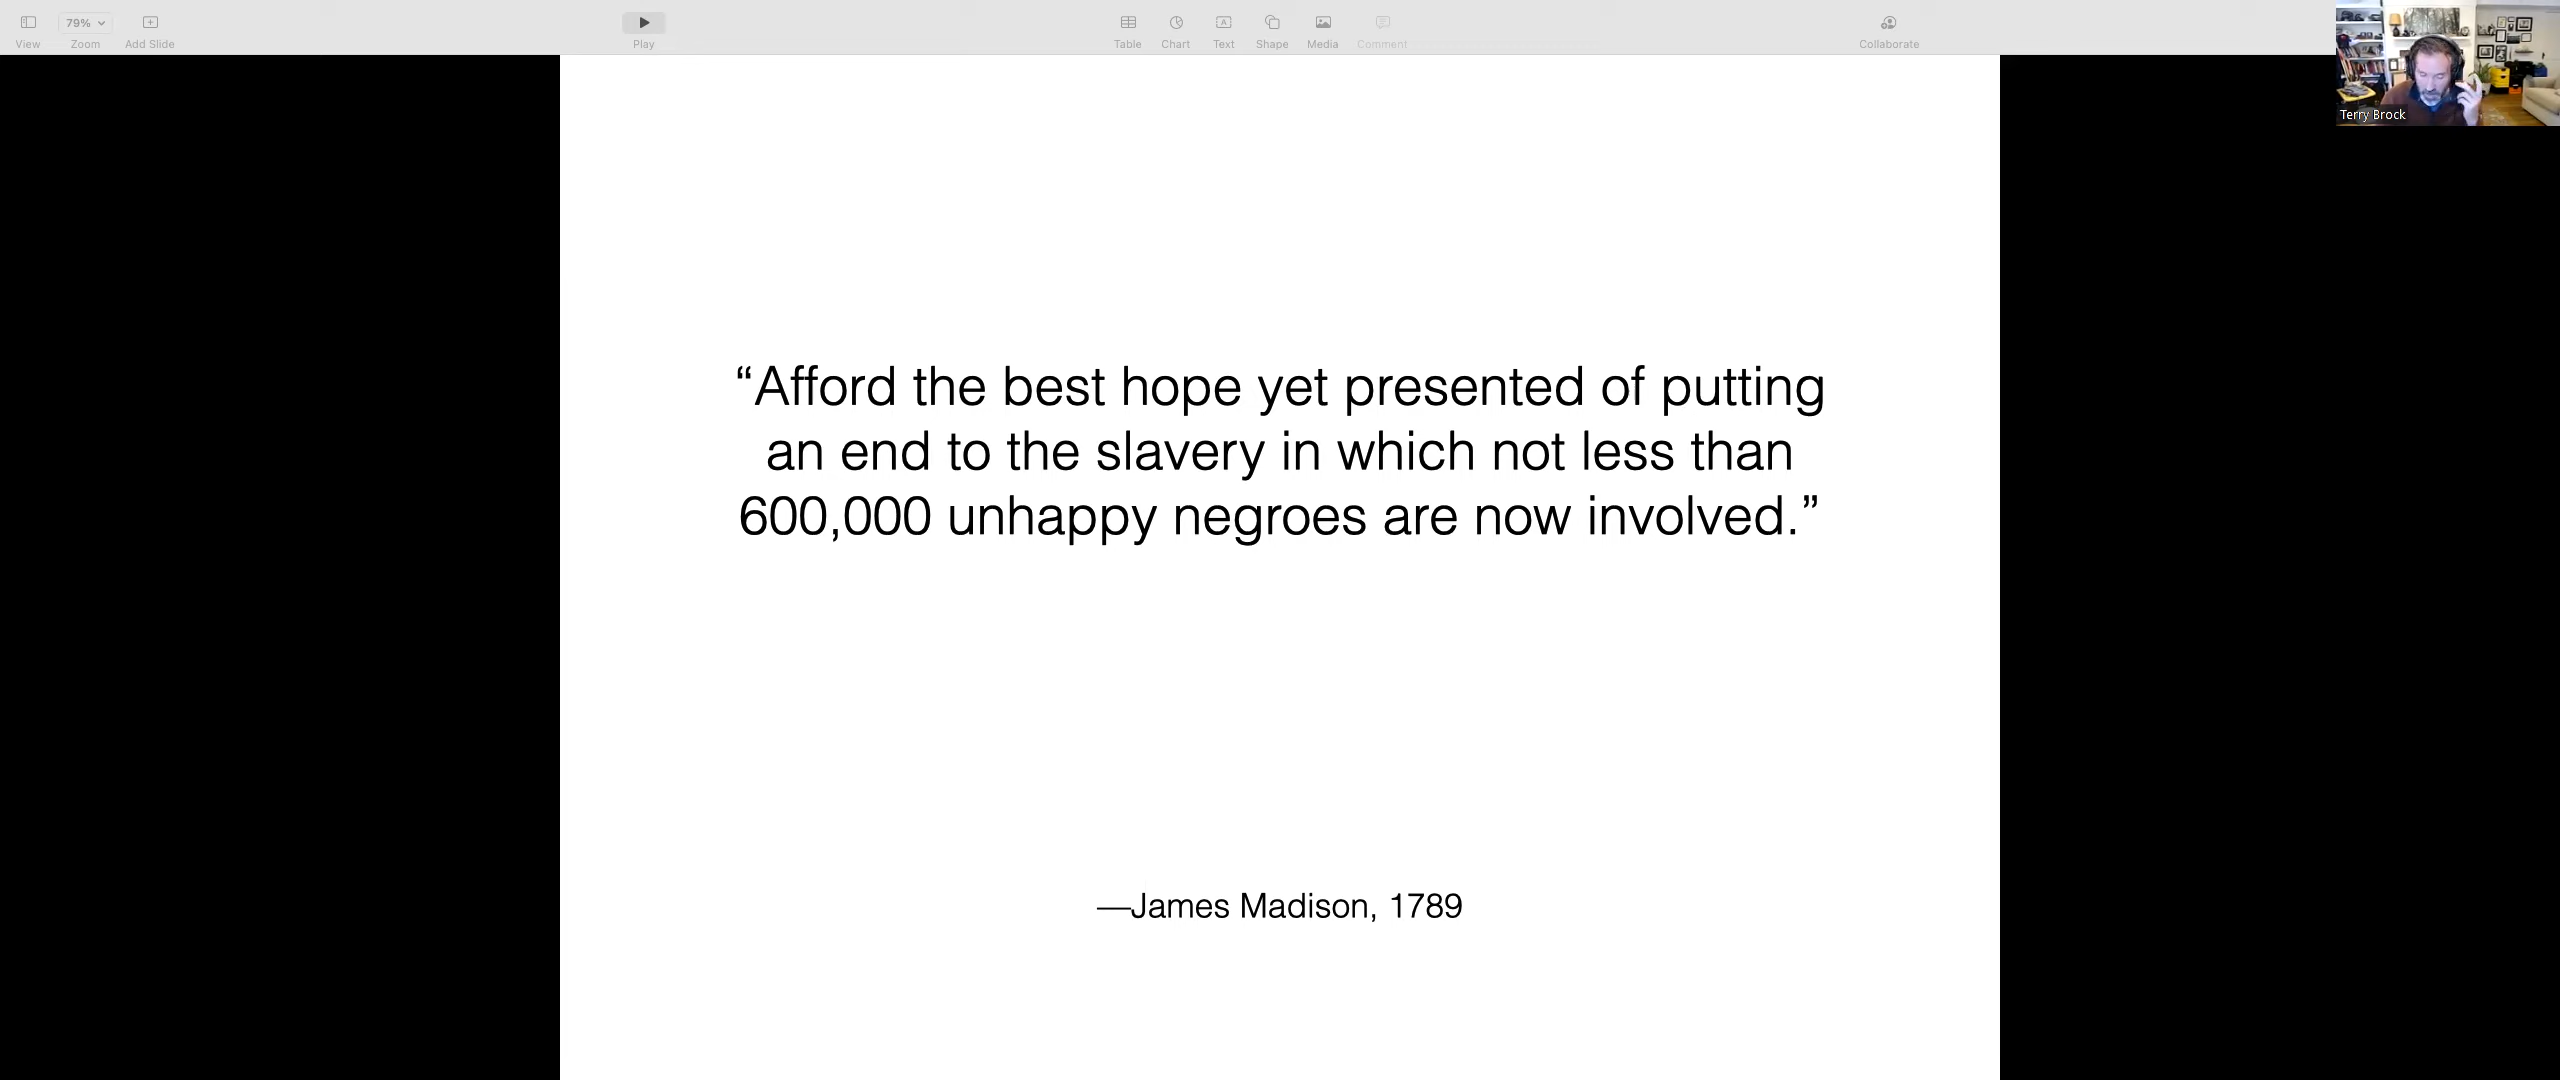 79%
View
Zoom
Add Slide
Play
Table
Chart
Text
Shape
Media
Comment
Collaborate
Terry Brock
“Afford the best hope yet presented of putting
an end to the slavery in which not less than
600,000 unhappy negroes are now involved.”
—James Madison, 1789